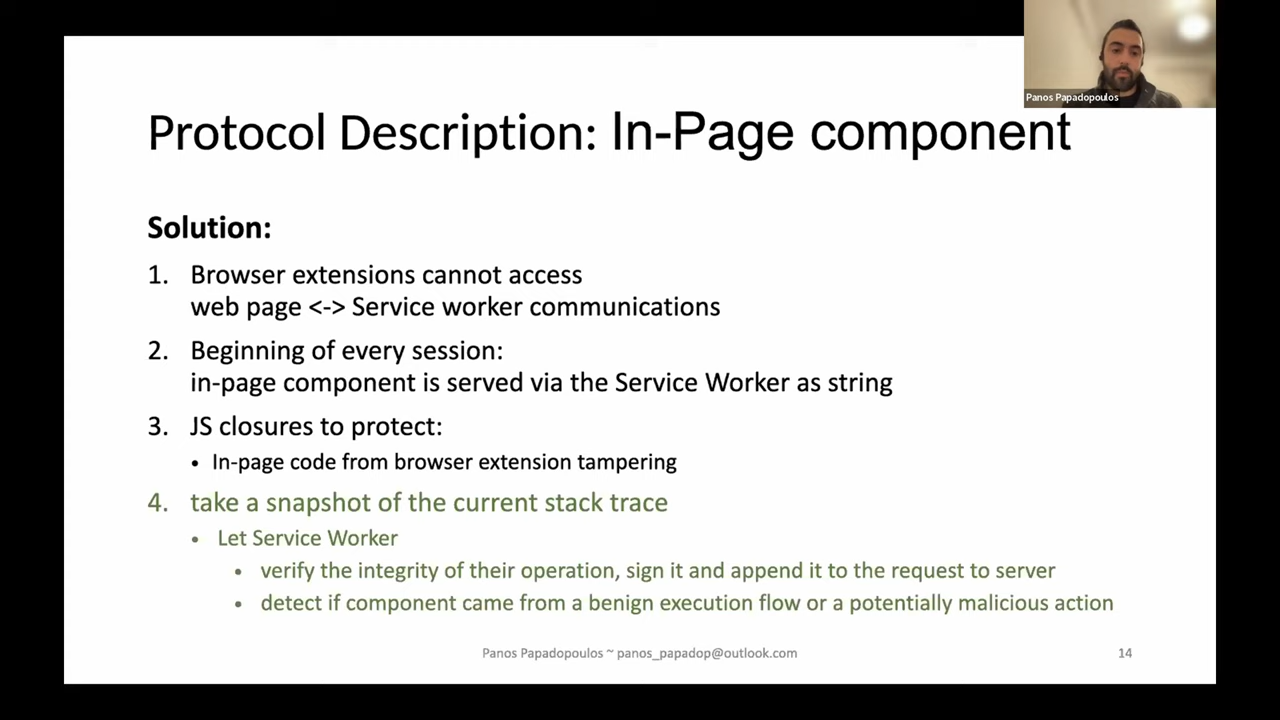 Panos Papadopoulos
Protocol Description: In-Page component
Solution:
1. Browser extensions cannot access
web page <-> Service worker communications
2. Beginning of every session:
in-page component is served via the Service Worker as string
3. JS closures to protect:
• In-page code from browser extension tampering
4. take a snapshot of the current stack trace
• Let Service Worker
• verify the integrity of their operation, sign it and append it to the request to server
• detect if component came from a benign execution flow or a potentially malicious action
Panos Papadopoulos ~ panos_papadop@outlook.com
14